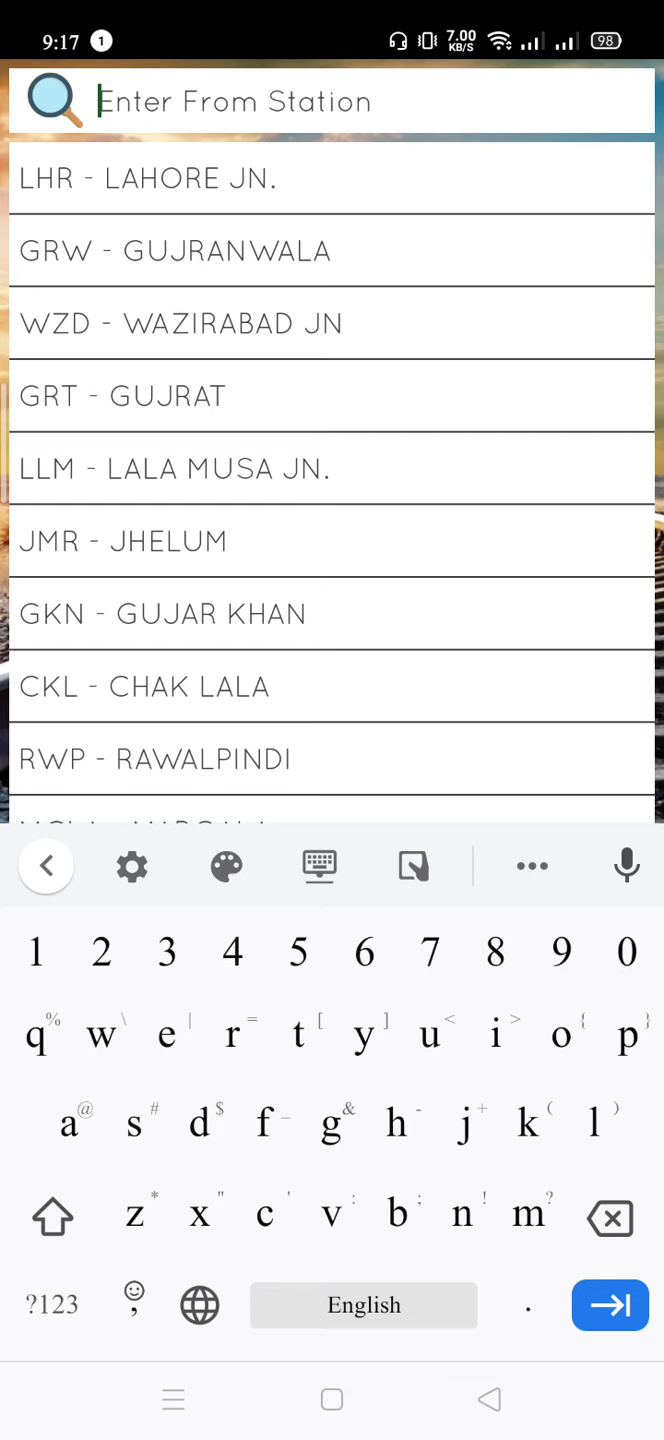 9:17 1 7.00 KB/S 98
Enter From Station
LHR - LAHORE JN.
GRW - GUJRANWALA
WZD - WAZIRABAD JN
GRT - GUJRAT
LLM - LALA MUSA JN.
JMR - JHELUM
GKN - GUJAR KHAN
CKL - CHAK LALA
RWP - RAWALPINDI
1 2 3 4 5 6 7 8 9 0
q% w\ e| r= t[ y] u< i> o{ p}
a@ s# d$ f_ g& h- j+ k( l)
z* x" c' v: b; n! m?
?123 , English .